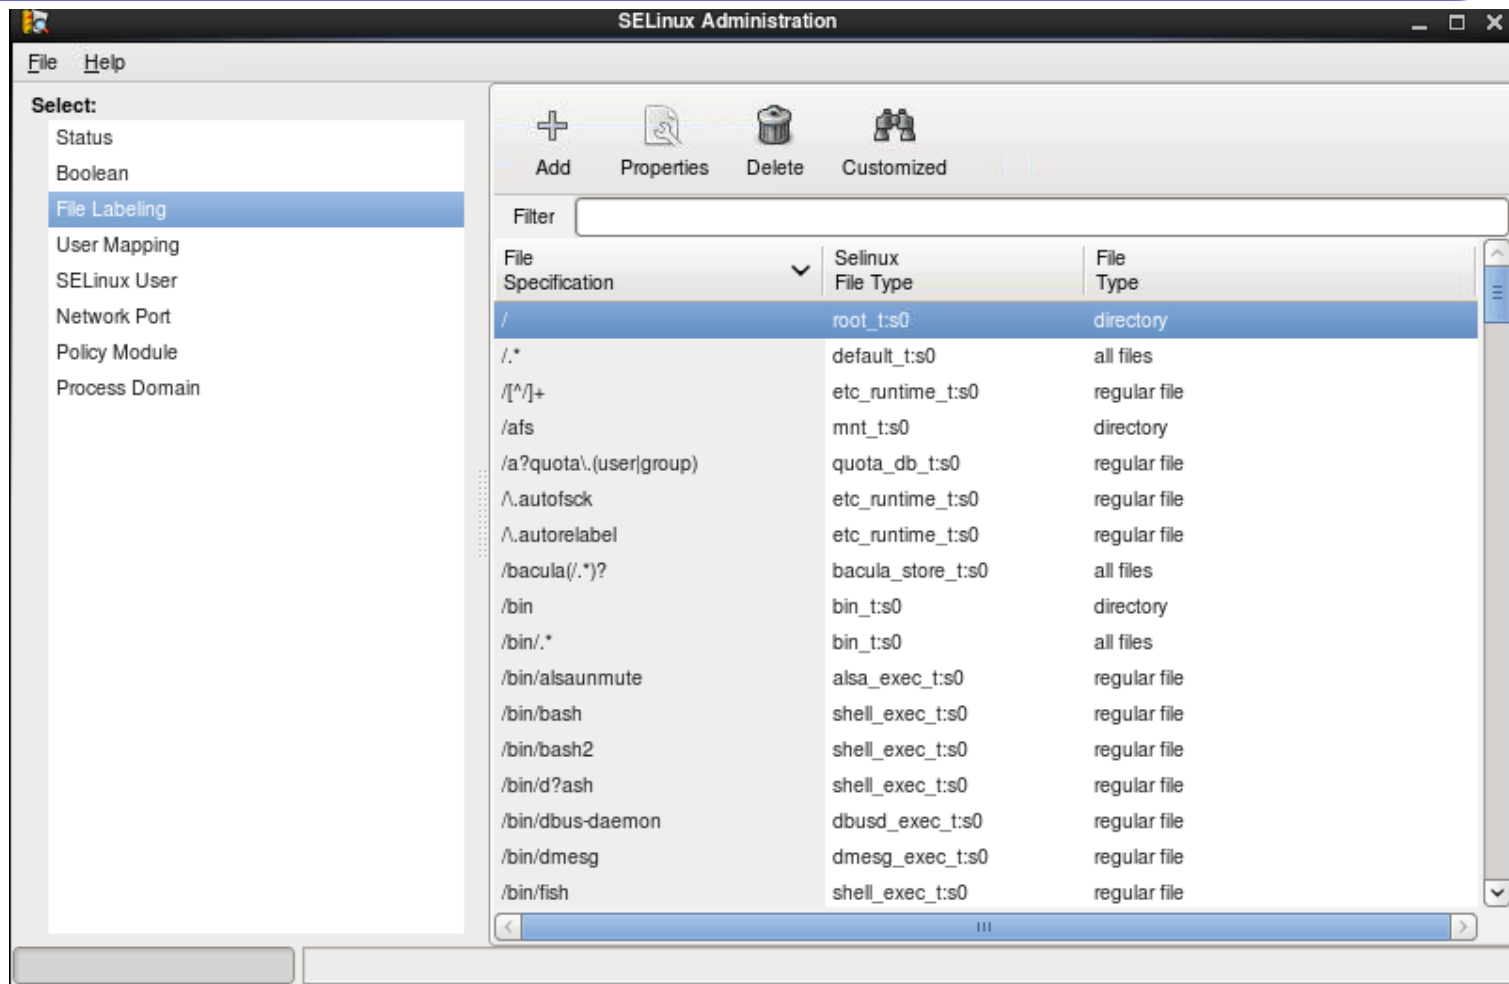 SELinux Administration
File Help
Select:
Status
Boolean
File Labeling
User Mapping
SELinux User
Network Port
Policy Module
Process Domain
Add Properties Delete Customized
Filter
File Specification Selinux File Type File Type
/ root_t:s0 directory
/.* default_t:s0 all files
/[^/]+ etc_runtime_t:s0 regular file
/afs mnt_t:s0 directory
/a?quota\.(user|group) quota_db_t:s0 regular file
/\.autofsck etc_runtime_t:s0 regular file
/\.autorelabel etc_runtime_t:s0 regular file
/bacula(/.*)? bacula_store_t:s0 all files
/bin bin_t:s0 directory
/bin/.* bin_t:s0 all files
/bin/alsaunmute alsa_exec_t:s0 regular file
/bin/bash shell_exec_t:s0 regular file
/bin/bash2 shell_exec_t:s0 regular file
/bin/d?ash shell_exec_t:s0 regular file
/bin/dbus-daemon dbusd_exec_t:s0 regular file
/bin/dmesg dmesg_exec_t:s0 regular file
/bin/fish shell_exec_t:s0 regular file